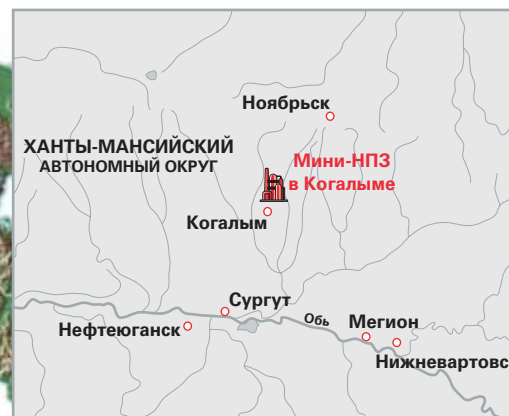 Ноябрьск
ХАНТЫ-МАНСИЙСКИЙ
АВТОНОМНЫЙ ОКРУГ
Мини-НПЗ
в Когалыме
Когалым
Сургут
Обь
Мегион
Нефтеюганск
Нижневартовс